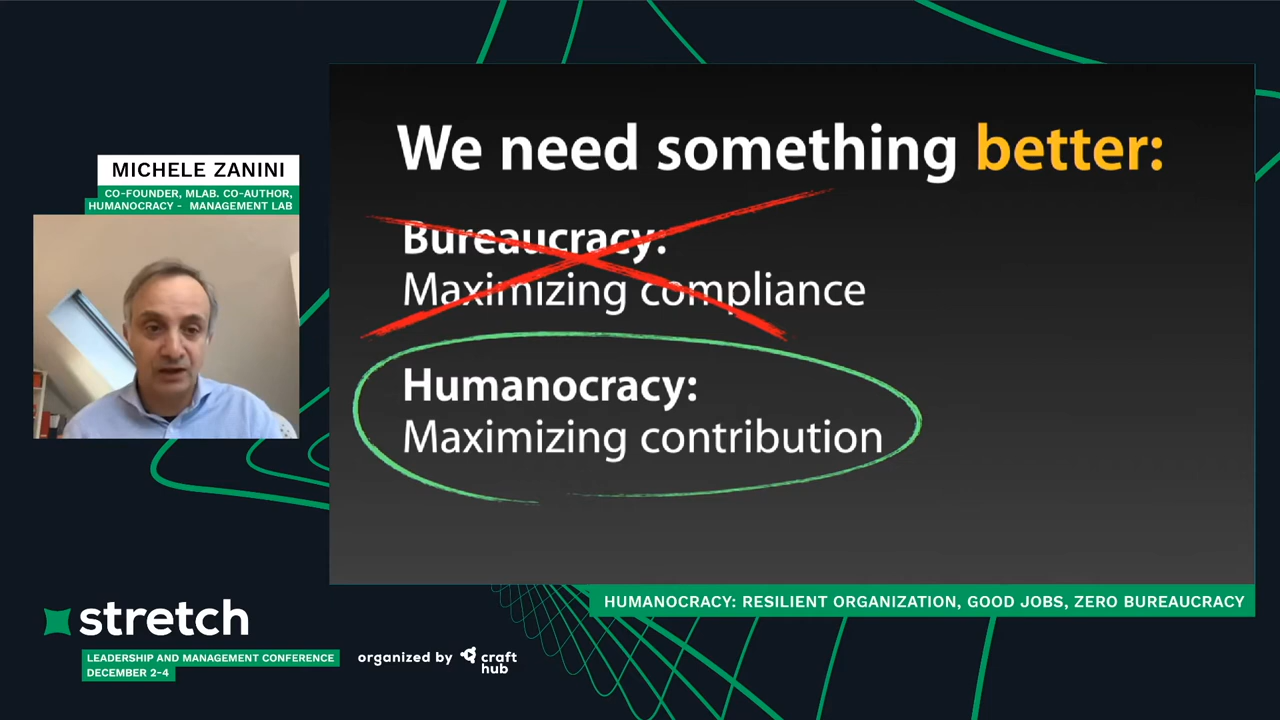 MICHELE ZANINI
CO-FOUNDER, MLAB. CO-AUTHOR,
HUMANOCRACY - MANAGEMENT LAB
We need something better:
Bureaucracy:
Maximizing compliance
Humanocracy:
Maximizing contribution
HUMANOCRACY: RESILIENT ORGANIZATION, GOOD JOBS, ZERO BUREAUCRACY
stretch
LEADERSHIP AND MANAGEMENT CONFERENCE
DECEMBER 2-4
organized by craft
hub